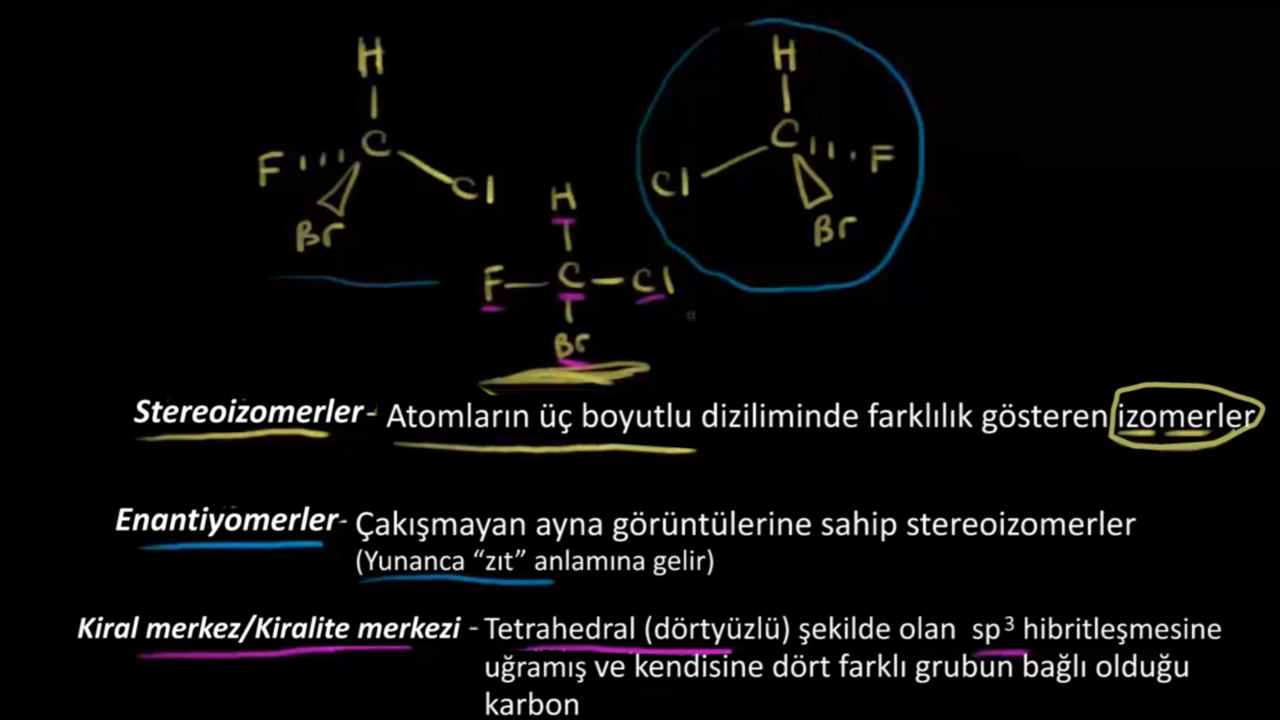 H
H
F C Cl
Br
Cl C F
Br
H
F C Cl
Br
Stereoizomerler- Atomların üç boyutlu diziliminde farklılık gösteren izomerler
Enantiyomerler- Çakışmayan ayna görüntülerine sahip stereoizomerler
(Yunanca “zıt” anlamına gelir)
Kiral merkez/Kiralite merkezi - Tetrahedral (dörtyüzlü) şekilde olan sp³ hibritleşmesine
uğramış ve kendisine dört farklı grubun bağlı olduğu
karbon